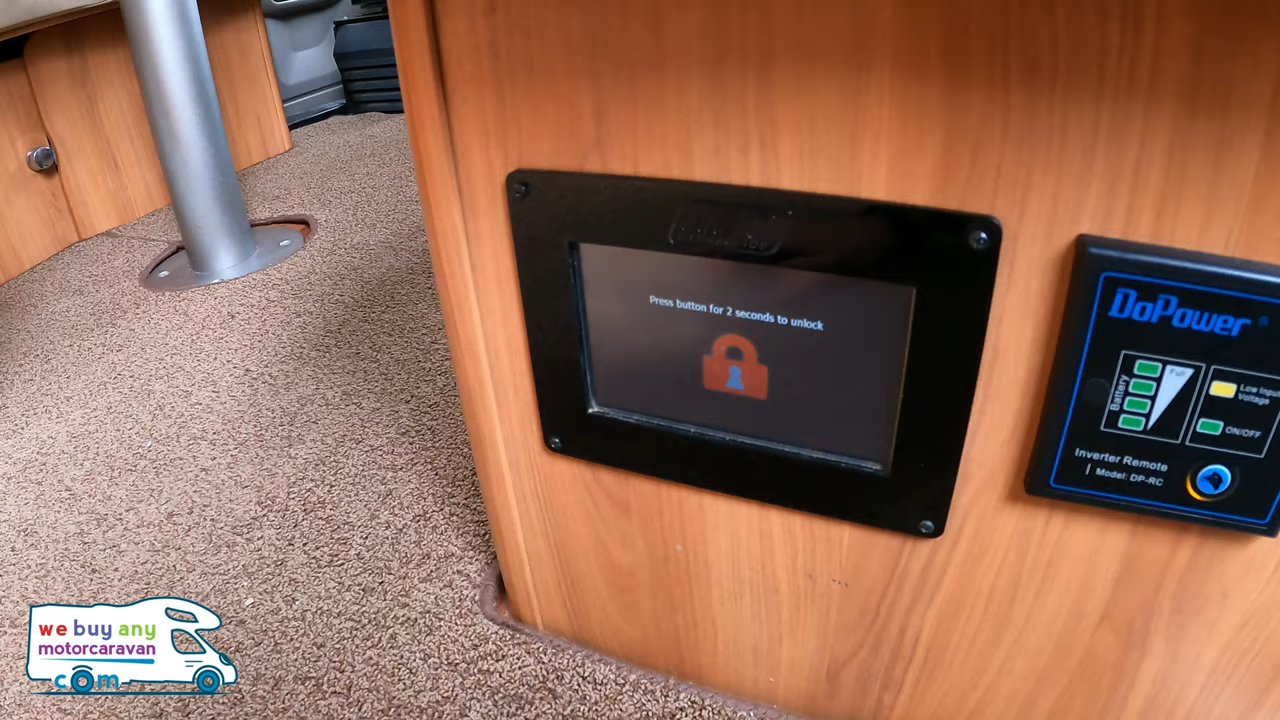 Press button for 2 seconds to unlock
DoPower
Battery
Full
Low Input
Voltage
ON/OFF
Inverter Remote
Model: DP-RC
we buy any
motorcaravan
com